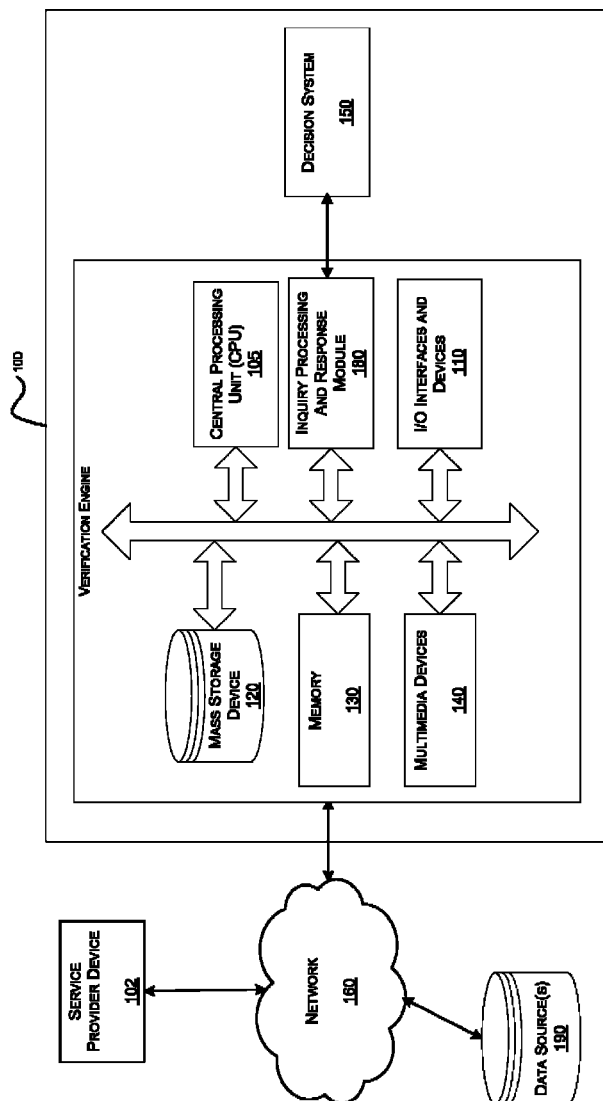 10D
SERVICE
PROVIDER DEVICE
102
NETWORK
160
DATA SOURCE(S)
190
VERIFICATION ENGINE
MASS STORAGE
DEVICE
120
MEMORY
130
MULTIMEDIA DEVICES
140
CENTRAL PROCESSING
UNIT (CPU)
105
INQUIRY PROCESSING
AND RESPONSE
MODULE
180
I/O INTERFACES AND
DEVICES
110
DECISION SYSTEM
150